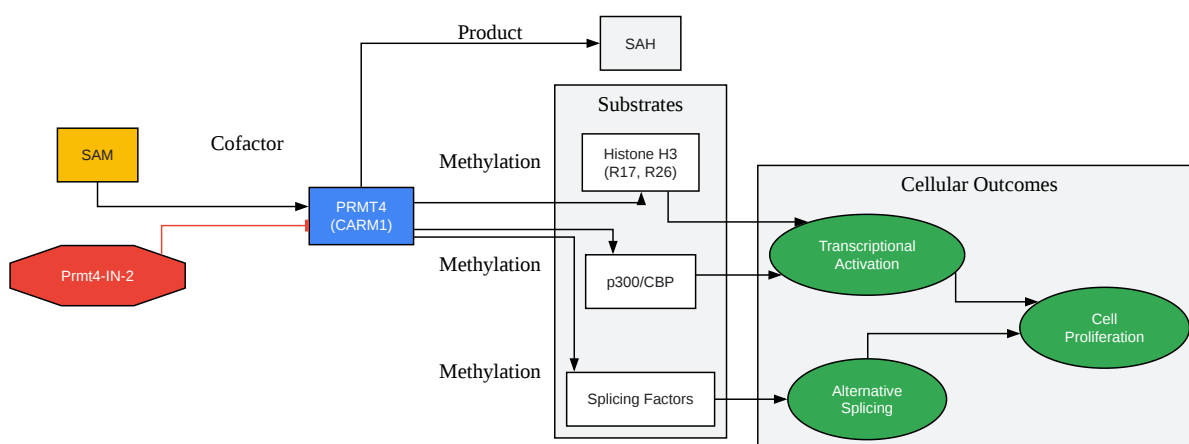 Product
SAH
Substrates
SAM
Cofactor
Methylation
Histone H3
(R17, R26)
Cellular Outcomes
PRMT4
(CARM1)
Transcriptional
Activation
Prmt4-IN-2
Methylation
p300/CBP
Cell
Proliferation
Methylation
Splicing Factors
Alternative
Splicing